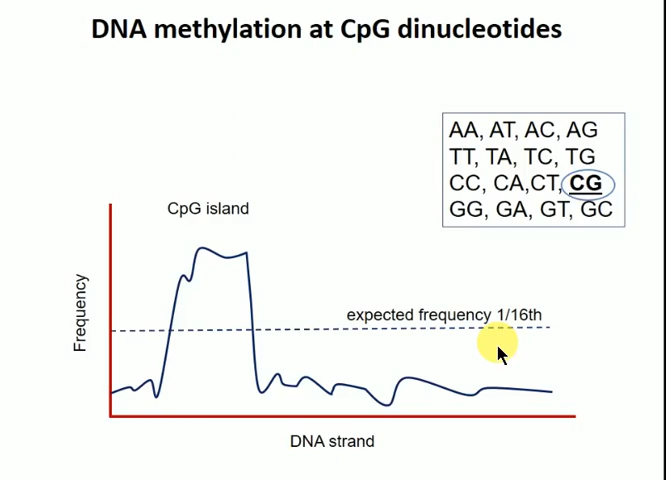 DNA methylation at CpG dinucleotides
AA, AT, AC, AG
TT, TA, TC, TG
CC, CA,CT, CG
GG, GA, GT, GC
CpG island
expected frequency 1/16th
Frequency
DNA strand